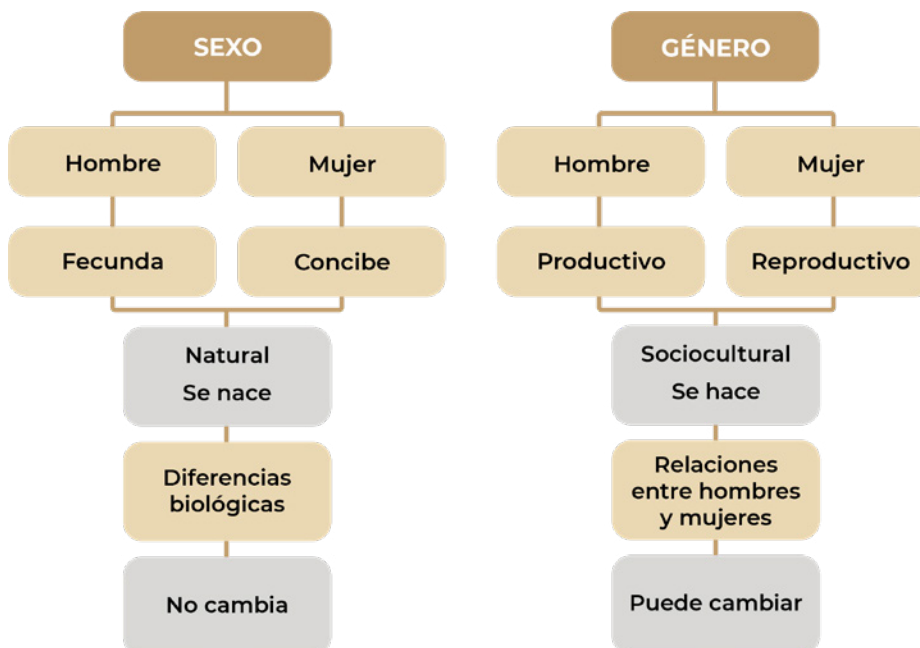 SEXO
Hombre
Mujer
Fecunda
Concibe
Natural
Se nace
Diferencias
biológicas
No cambia
GÉNERO
Hombre
Mujer
Productivo
Reproductivo
Sociocultural
Se hace
Relaciones
entre hombres
y mujeres
Puede cambiar